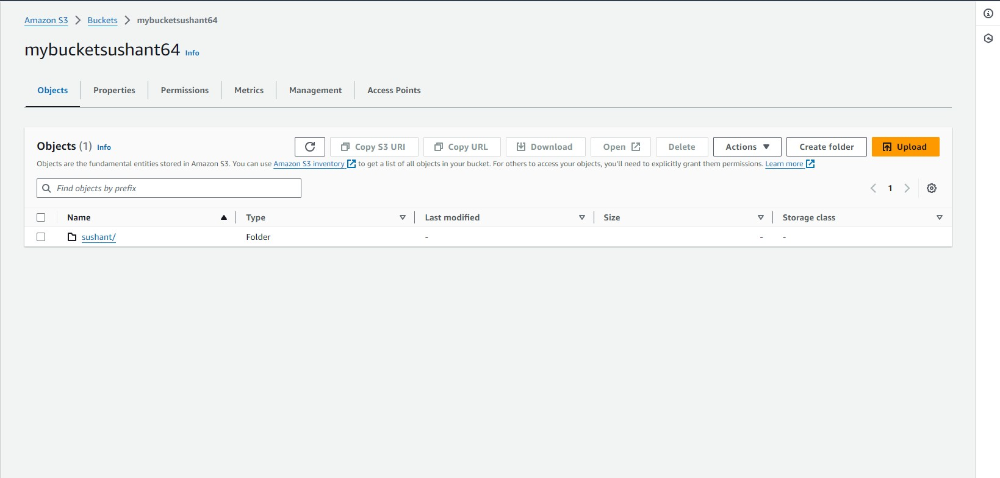 Amazon S3 > Buckets > mybucketsushant64
mybucketsushant64 Info
Objects Properties Permissions Metrics Management Access Points
Objects (1) Info Copy S3 URI Copy URL Download Open Delete Actions Create folder Upload
Objects are the fundamental entities stored in Amazon S3. You can use Amazon S3 inventory to get a list of all objects in your bucket. For others to access your objects, you'll need to explicitly grant them permissions. Learn more
Find objects by prefix 1
Name Type Last modified Size Storage class
sushant/ Folder - - -